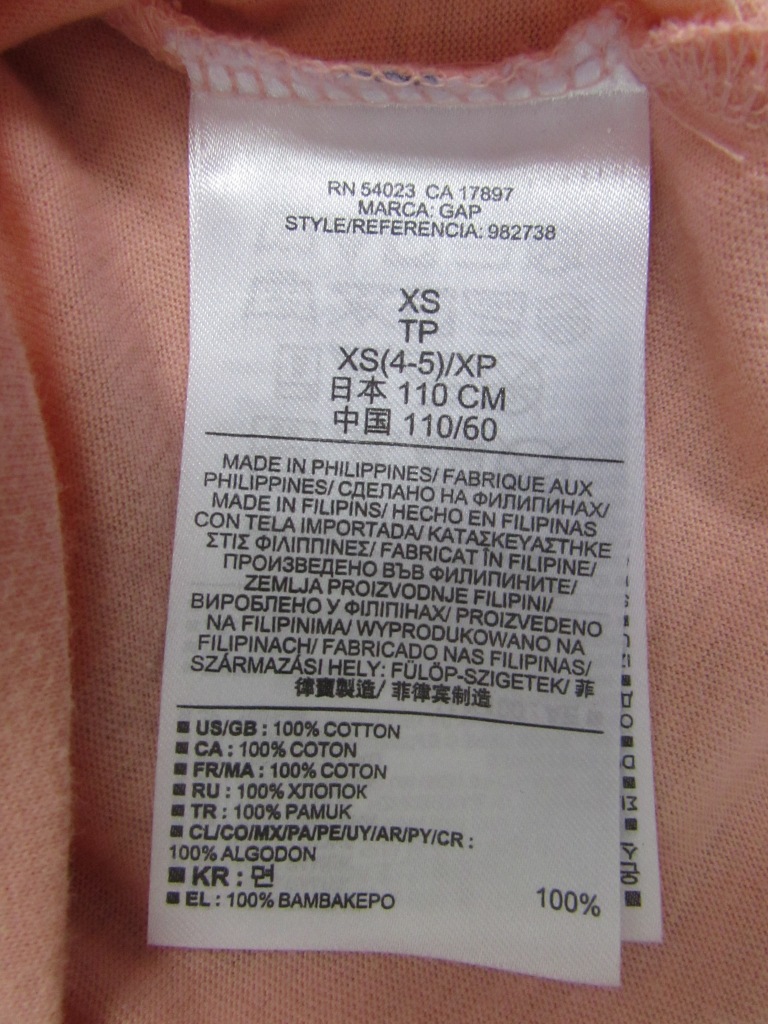 RN 54023 CA 17897
MARCA: GAP
STYLE/REFERENCIA: 982738
XS
TP
XS(4-5)/XP
日本 110 CM
中国 110/60
MADE IN PHILIPPINES/ FABRIQUE AUX
PHILIPPINES/ СДЕЛАНО НА ФИЛИПИНАХ/
MADE IN FILIPINS/ HECHO EN FILIPINAS
CON TELA IMPORTADA/ ΚΑΤΑΣΚΕΥΑΣΤΗΚΕ
ΣΤΙΣ ΦΙΛΙΠΠΙΝΕΣ/ FABRICAT ÎN FILIPINE/
ПРОИЗВЕДЕНО ВЪВ ФИЛИПИНИТЕ/
ZEMLJA PROIZVODNJE FILIPINI/
ВИРОБЛЕНО У ФІЛІПІНАХ/ PROIZVEDENO
NA FILIPINIMA/ WYPRODUKOWANO NA
FILIPINACH/ FABRICADO NAS FILIPINAS/
SZÁRMAZÁSI HELY: FÜLÖP-SZIGETEK/ 菲
律賓製造/ 菲律宾制造
US/GB : 100% COTTON
CA : 100% COTON
FR/MA : 100% COTON
RU : 100% ХЛОПОК
TR : 100% PAMUK
CL/CO/MX/PA/PE/UY/AR/PY/CR :
100% ALGODON
KR : 면 100%
EL : 100% ΒΑΜΒΑΚΕΡΟ